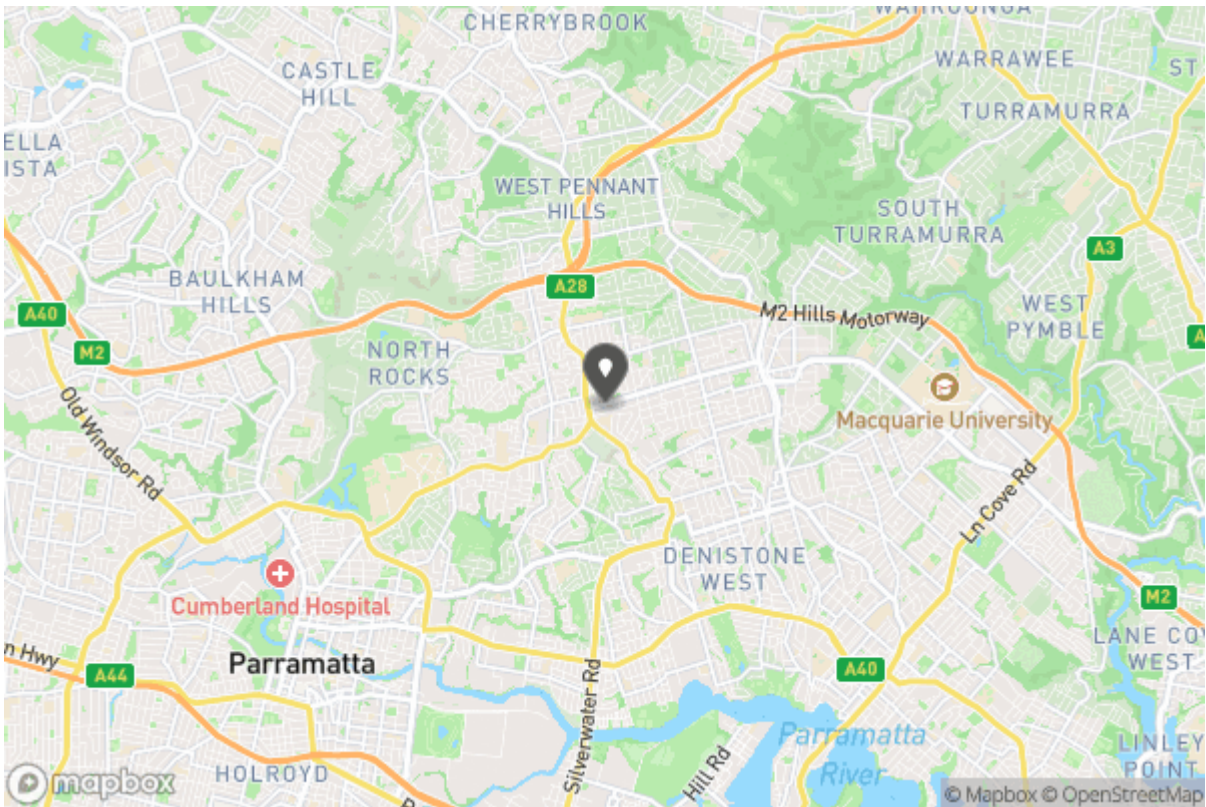 WAHROONGA
CHERRYBROOK
WARRAWEE
ST
CASTLE
HILL
TURRAMURRA
ELLA
ISTA
WEST PENNANT
HILLS
SOUTH
TURRAMURRA
A3
BAULKHAM
HILLS
A28
WEST
PYMBLE
A40
M2 Hills Motorway
A
M2
NORTH
ROCKS
Macquarie University
Old Windsor Rd
Ln Cove Rd
DENISTONE
WEST
Cumberland Hospital
M2
n Hwy
Parramatta
LANE CO
WEST
A44
A40
Silverwater Rd
Parramatta
River
Hill Rd
LINLEY
POINT
HOLROYD
mapbox
© Mapbox © OpenStreetMap